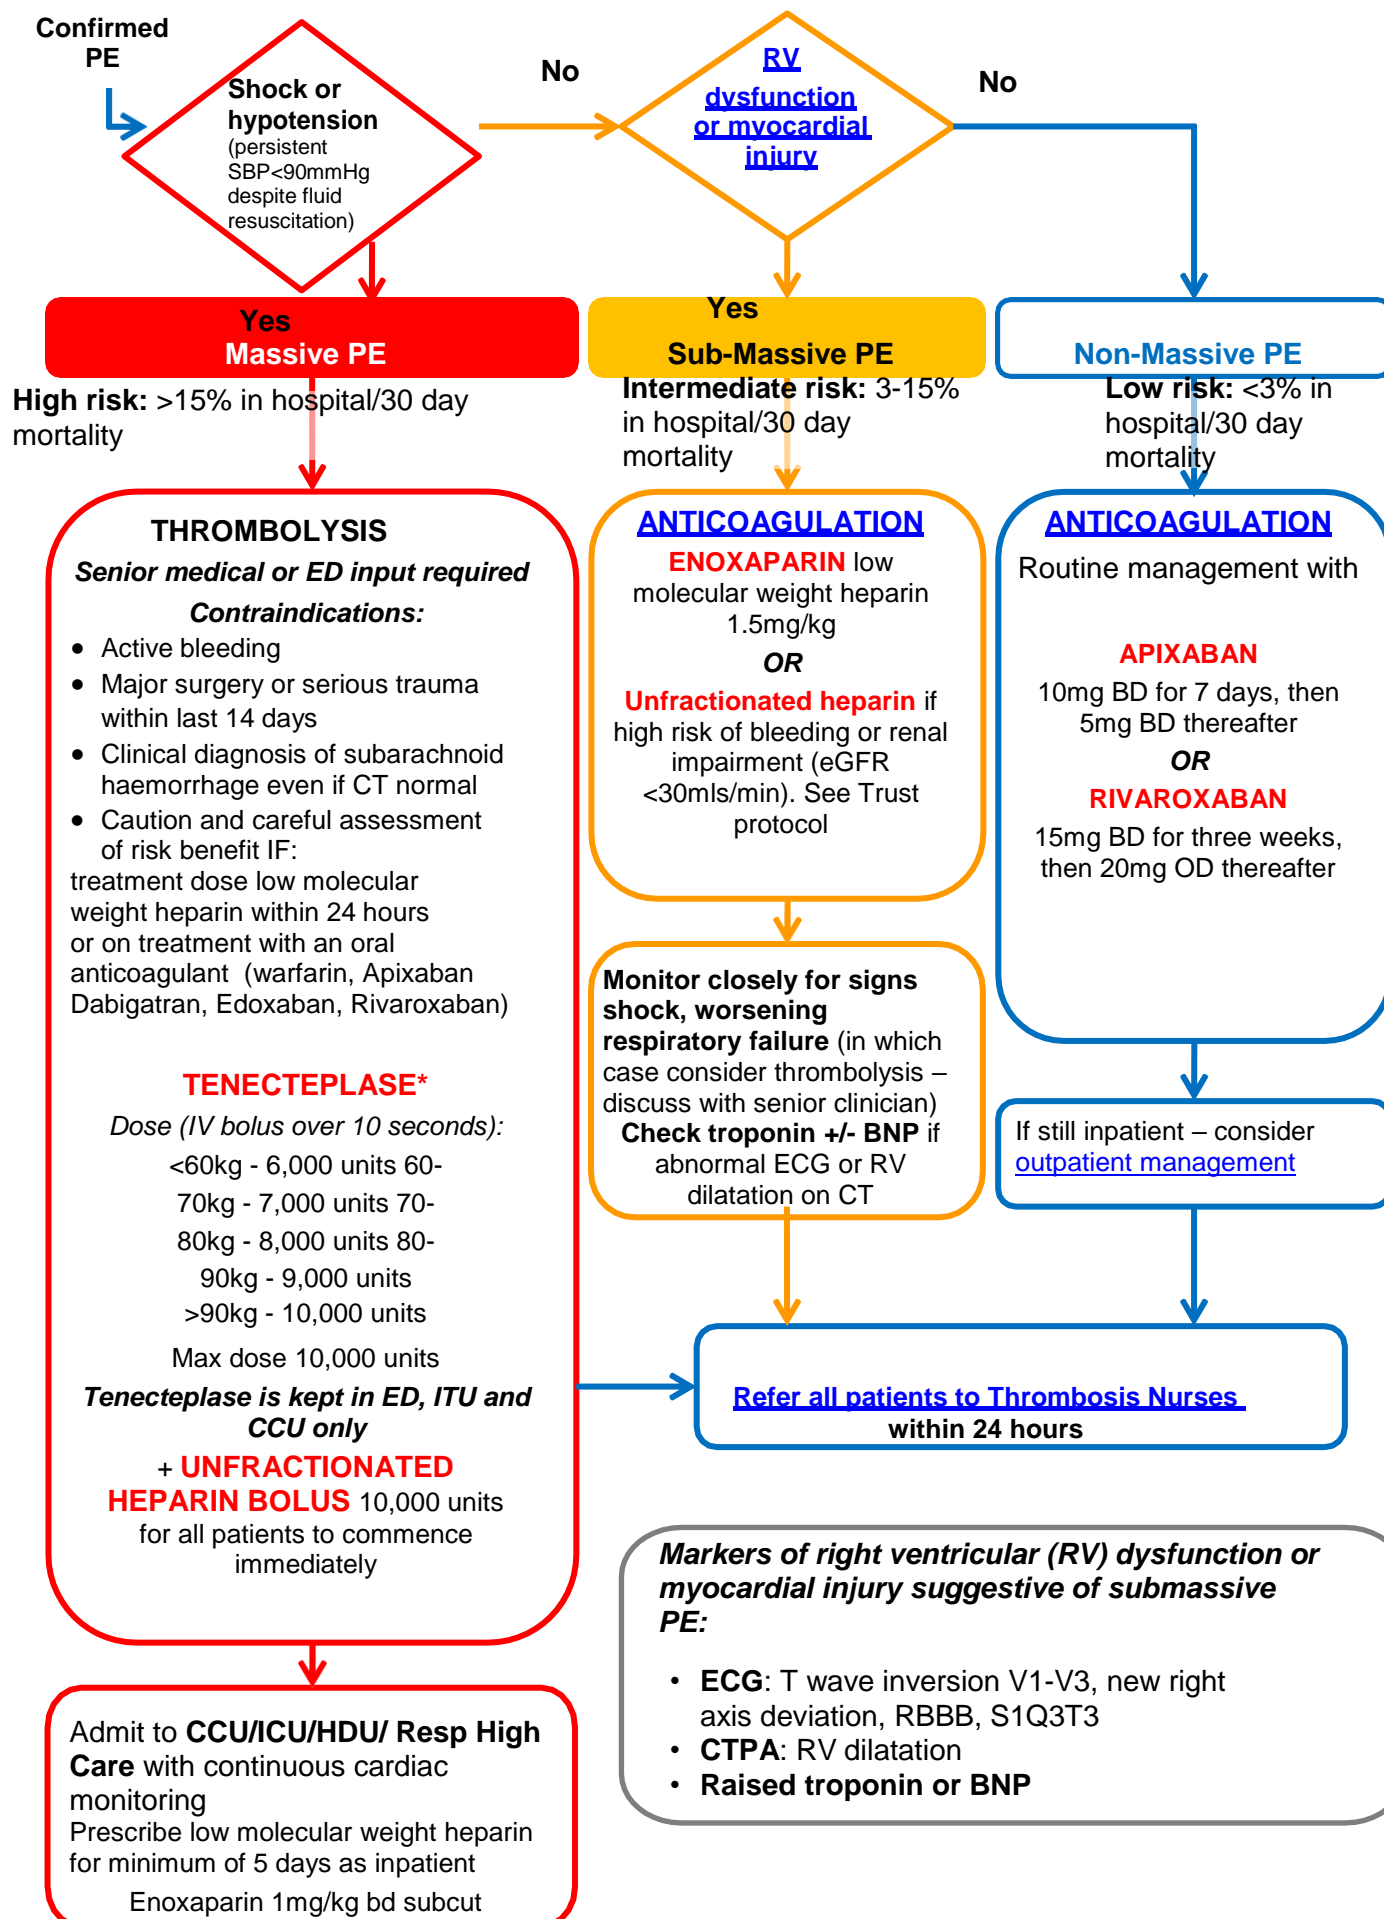 Confirmed
PE
Shock or
hypotension
(persistent
SBP<90mmHg
despite fluid
resuscitation)
No
RV
dysfunction
or myocardial
injury
No
Yes
Massive PE
High risk: >15% in hospital/30 day
mortality
Yes
Sub-Massive PE
Intermediate risk: 3-15%
in hospital/30 day
mortality
Non-Massive PE
Low risk: <3% in
hospital/30 day
mortality
THROMBOLYSIS
Senior medical or ED input required
Contraindications:
• Active bleeding
• Major surgery or serious trauma
within last 14 days
• Clinical diagnosis of subarachnoid
haemorrhage even if CT normal
• Caution and careful assessment
of risk benefit IF:
treatment dose low molecular
weight heparin within 24 hours
or on treatment with an oral
anticoagulant (warfarin, Apixaban
Dabigatran, Edoxaban, Rivaroxaban)
TENECTEPLASE*
Dose (IV bolus over 10 seconds):
<60kg - 6,000 units 60-
70kg - 7,000 units 70-
80kg - 8,000 units 80-
90kg - 9,000 units
>90kg - 10,000 units
Max dose 10,000 units
Tenecteplase is kept in ED, ITU and
CCU only
+ UNFRACTIONATED
HEPARIN BOLUS 10,000 units
for all patients to commence
immediately
Admit to CCU/ICU/HDU/ Resp High
Care with continuous cardiac
monitoring
Prescribe low molecular weight heparin
for minimum of 5 days as inpatient
Enoxaparin 1mg/kg bd subcut
ANTICOAGULATION
ENOXAPARIN low
molecular weight heparin
1.5mg/kg
OR
Unfractionated heparin if
high risk of bleeding or renal
impairment (eGFR
<30mls/min). See Trust
protocol
Monitor closely for signs
shock, worsening
respiratory failure (in which
case consider thrombolysis –
discuss with senior clinician)
Check troponin +/- BNP if
abnormal ECG or RV
dilatation on CT
ANTICOAGULATION
Routine management with
APIXABAN
10mg BD for 7 days, then
5mg BD thereafter
OR
RIVAROXABAN
15mg BD for three weeks,
then 20mg OD thereafter
If still inpatient – consider
outpatient management
Refer all patients to Thrombosis Nurses
within 24 hours
Markers of right ventricular (RV) dysfunction or
myocardial injury suggestive of submassive
PE:
• ECG: T wave inversion V1-V3, new right
axis deviation, RBBB, S1Q3T3
• CTPA: RV dilatation
• Raised troponin or BNP